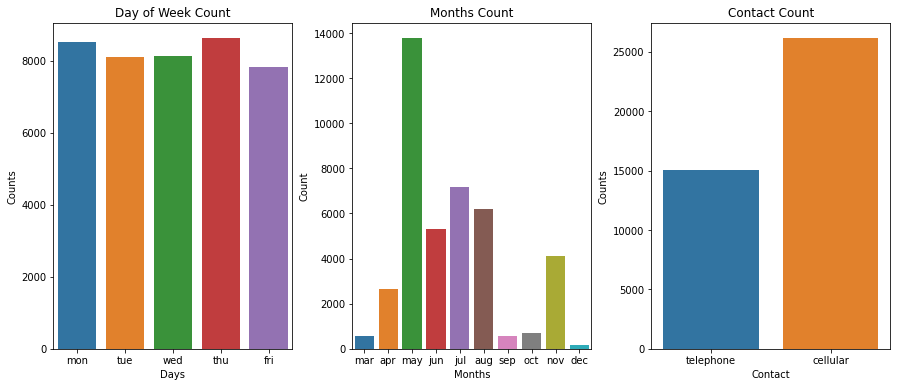 Day of Week Count
Counts
8000
6000
4000
2000
0
mon tue wed thu fri
Days
Months Count
Count
14000
12000
10000
8000
6000
4000
2000
0
mar apr may jun jul aug sep oct nov dec
Months
Contact Count
Counts
25000
20000
15000
10000
5000
0
telephone cellular
Contact